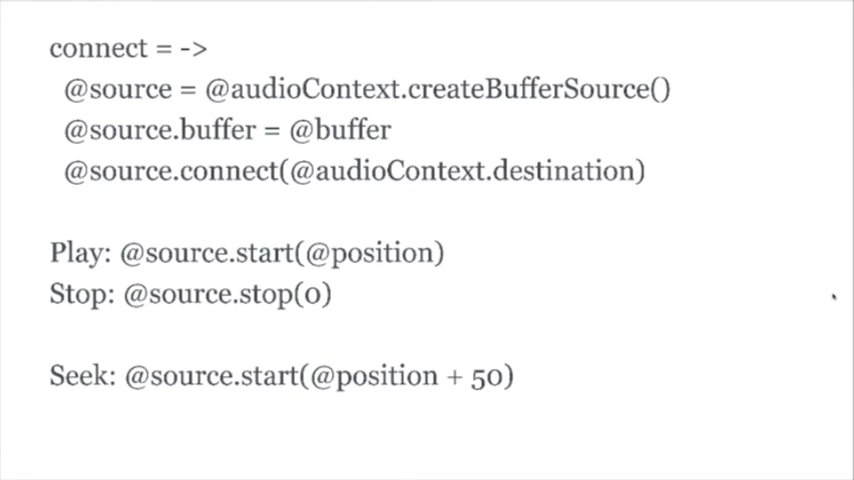 connect = ->
@source = @audioContext.createBufferSource()
@source.buffer = @buffer
@source.connect(@audioContext.destination)
Play: @source.start(@position)
Stop: @source.stop(0)
Seek: @source.start(@position + 50)